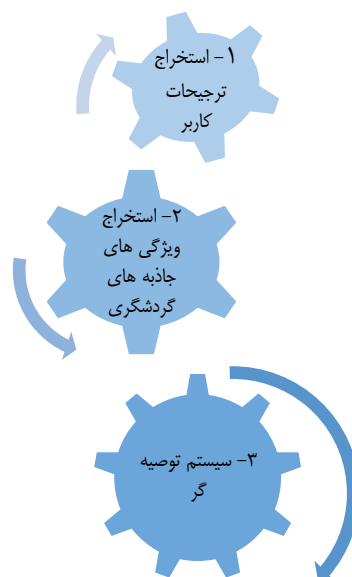 ۱- استخراج
ترجیحات
کاربر
۲- استخراج
ویژگی های
جاذبه های
گردشگری
۳- سیستم توصیه
گر